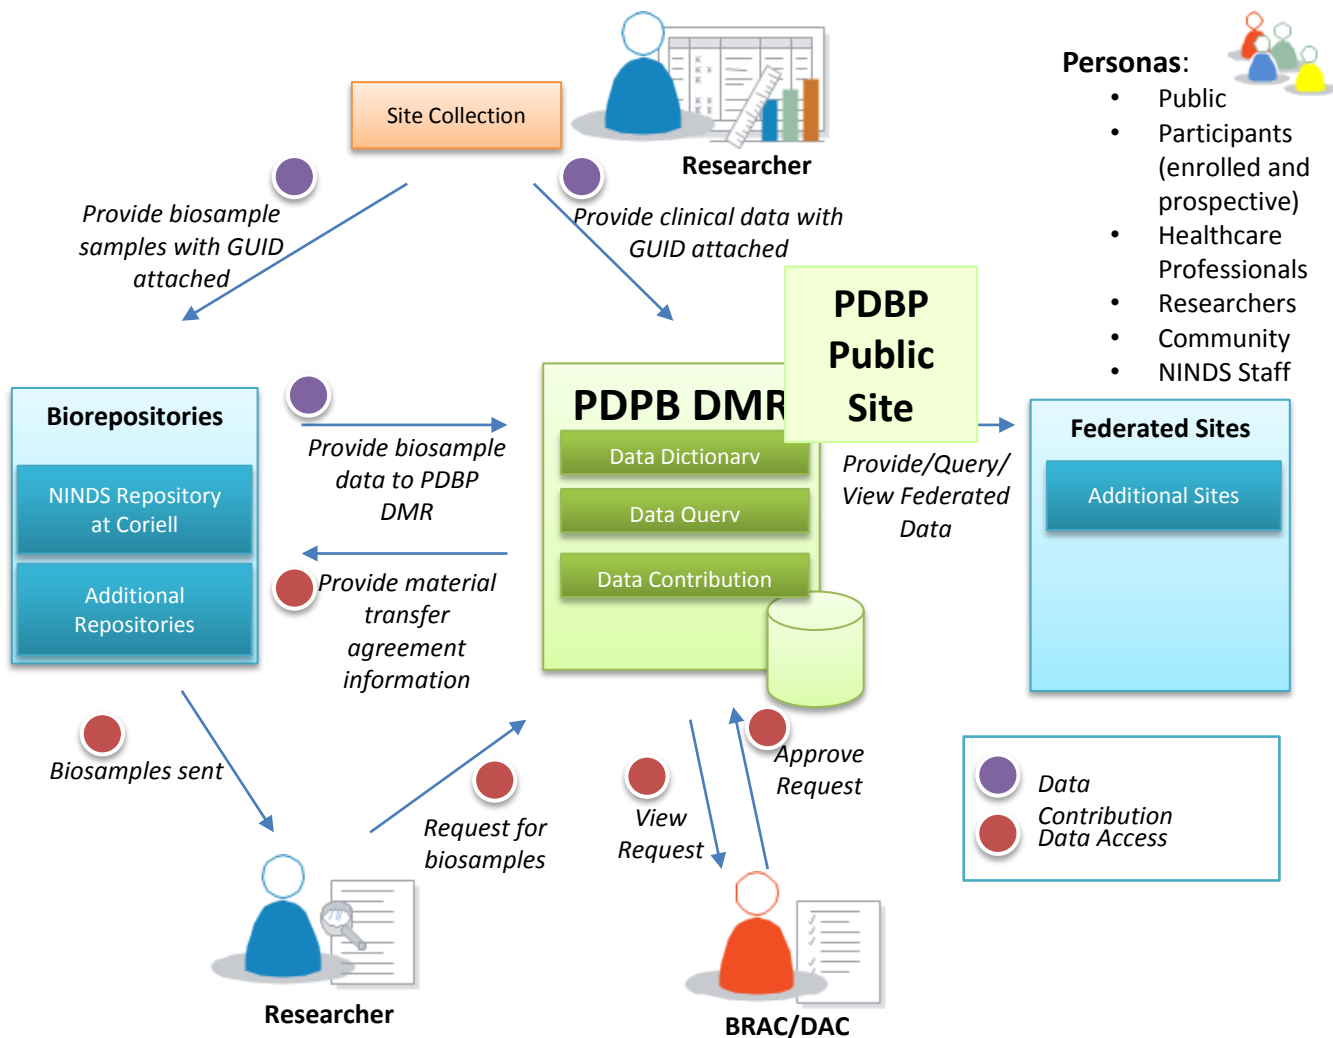 Site Collection
Researcher
Personas:
• Public
• Participants
(enrolled and
prospective)
• Healthcare
Professionals
• Researchers
• Community
• NINDS Staff
Provide biosample
samples with GUID
attached
Provide clinical data with
GUID attached
PDBP
Public
Site
Biorepositories
NINDS Repository
at Coriell
Additional
Repositories
Provide biosample
data to PDBP
DMR
Provide material
transfer
agreement
information
PDPB DMR
Data Dictionary
Data Query
Data Contribution
Provide/Query/
View Federated
Data
Federated Sites
Additional Sites
Biosamples sent
Request for
biosamples
View
Request
Approve
Request
Data
Contribution
Data Access
Researcher
BRAC/DAC